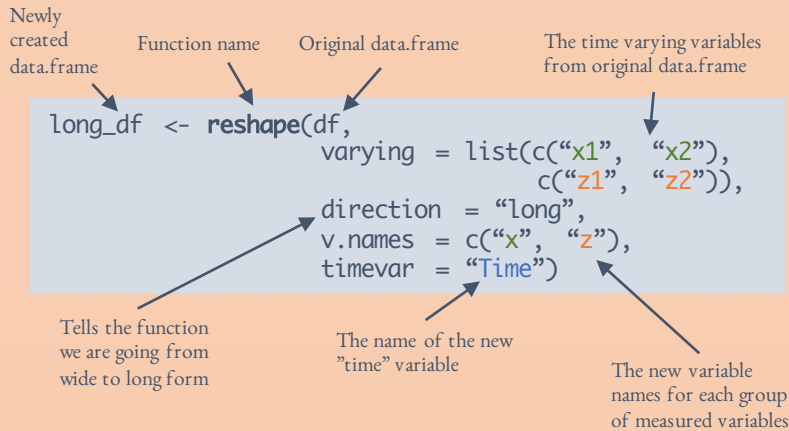 Newly
created
data.frame
Function name
Original data.frame
The time varying variables
from original data.frame
long_df <- reshape(df,
varying = list(c(“x1”, “x2”),
c(“z1”, “z2”)),
direction = “long”,
v.names = c(“x”, “z”),
timevar = “Time”)
Tells the function
we are going from
wide to long form
The name of the new
”time” variable
The new variable
names for each group
of measured variables